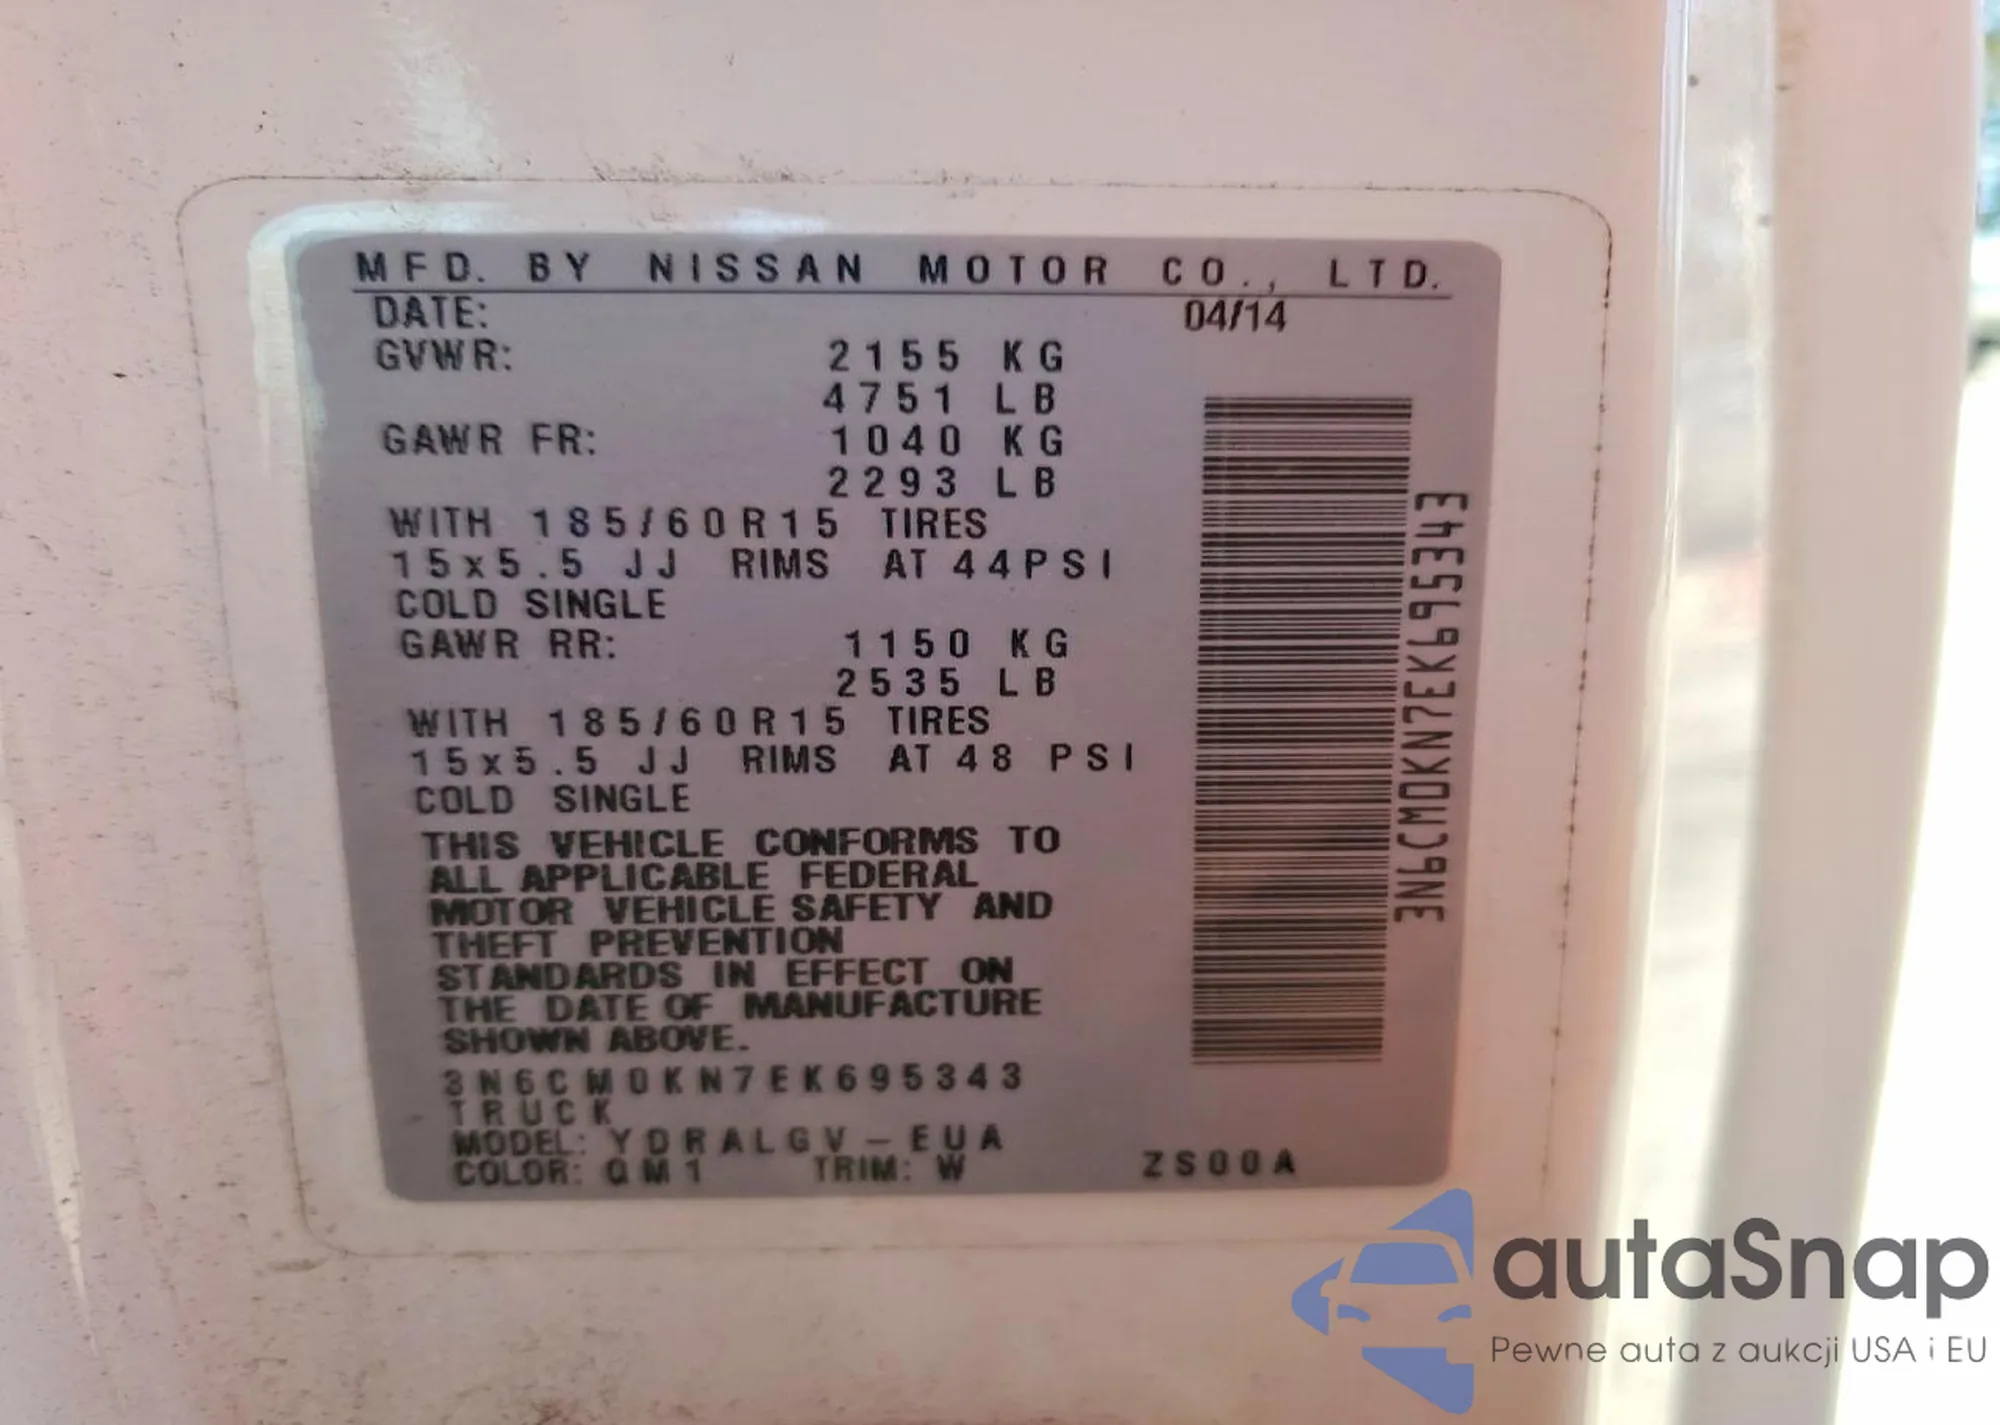 MFD. BY NISSAN MOTOR CO., LTD.
DATE: 04/14
GVWR: 2155 KG
4751 LB
GAWR FR: 1040 KG
2293 LB
WITH 185/60R15 TIRES
15x5.5 JJ RIMS AT 44PSI
COLD SINGLE
GAWR RR: 1150 KG
2535 LB
WITH 185/60R15 TIRES
15x5.5 JJ RIMS AT 48 PSI
COLD SINGLE
THIS VEHICLE CONFORMS TO
ALL APPLICABLE FEDERAL
MOTOR VEHICLE SAFETY AND
THEFT PREVENTION
STANDARDS IN EFFECT ON
THE DATE OF MANUFACTURE
SHOWN ABOVE.
3N6CM0KN7EK695343
TRUCK
MODEL: YDRALGV-EUA
COLOR: QM1 TRIM: W ZS00A
3N6CM0KN7EK695343
autaSnap
Pewne auta z aukcji USA i EU